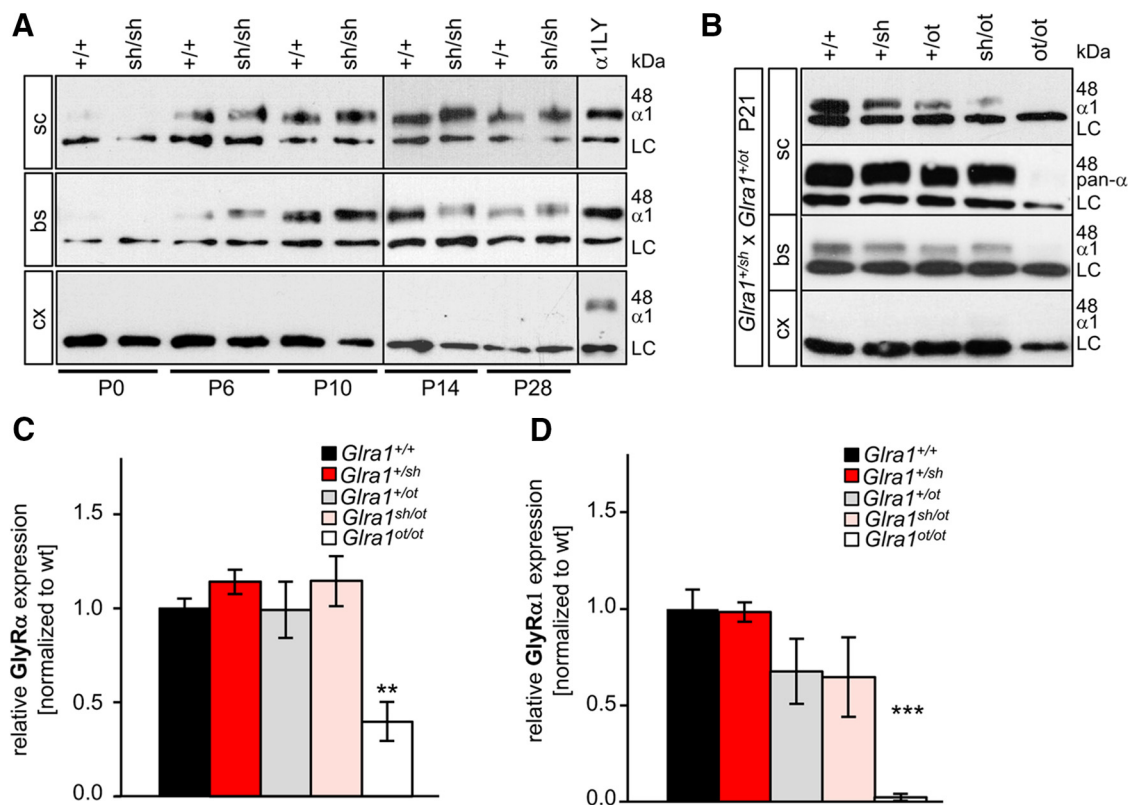 A
+/+ sh/sh +/+ sh/sh +/+ sh/sh +/+ sh/sh +/+ sh/sh α1LY kDa
sc
48
α1
LC
bs
48
α1
LC
cx
48
α1
LC
P0 P6 P10 P14 P28
B
+/+ +/sh +/ot sh/ot ot/ot kDa
Glra1+/sh x Glra1+/ot P21
sc
48
α1
LC
48
pan-α
LC
bs
48
α1
LC
cx
48
α1
LC
C
Glra1+/+
Glra1+/sh
Glra1+/ot
Glra1sh/ot
Glra1ot/ot
relative GlyRα expression
[normalized to wt]
1.5
1.0
0.5
0.0
**
D
Glra1+/+
Glra1+/sh
Glra1+/ot
Glra1sh/ot
Glra1ot/ot
relative GlyRα1 expression
[normalized to wt]
1.5
1.0
0.5
0.0
***